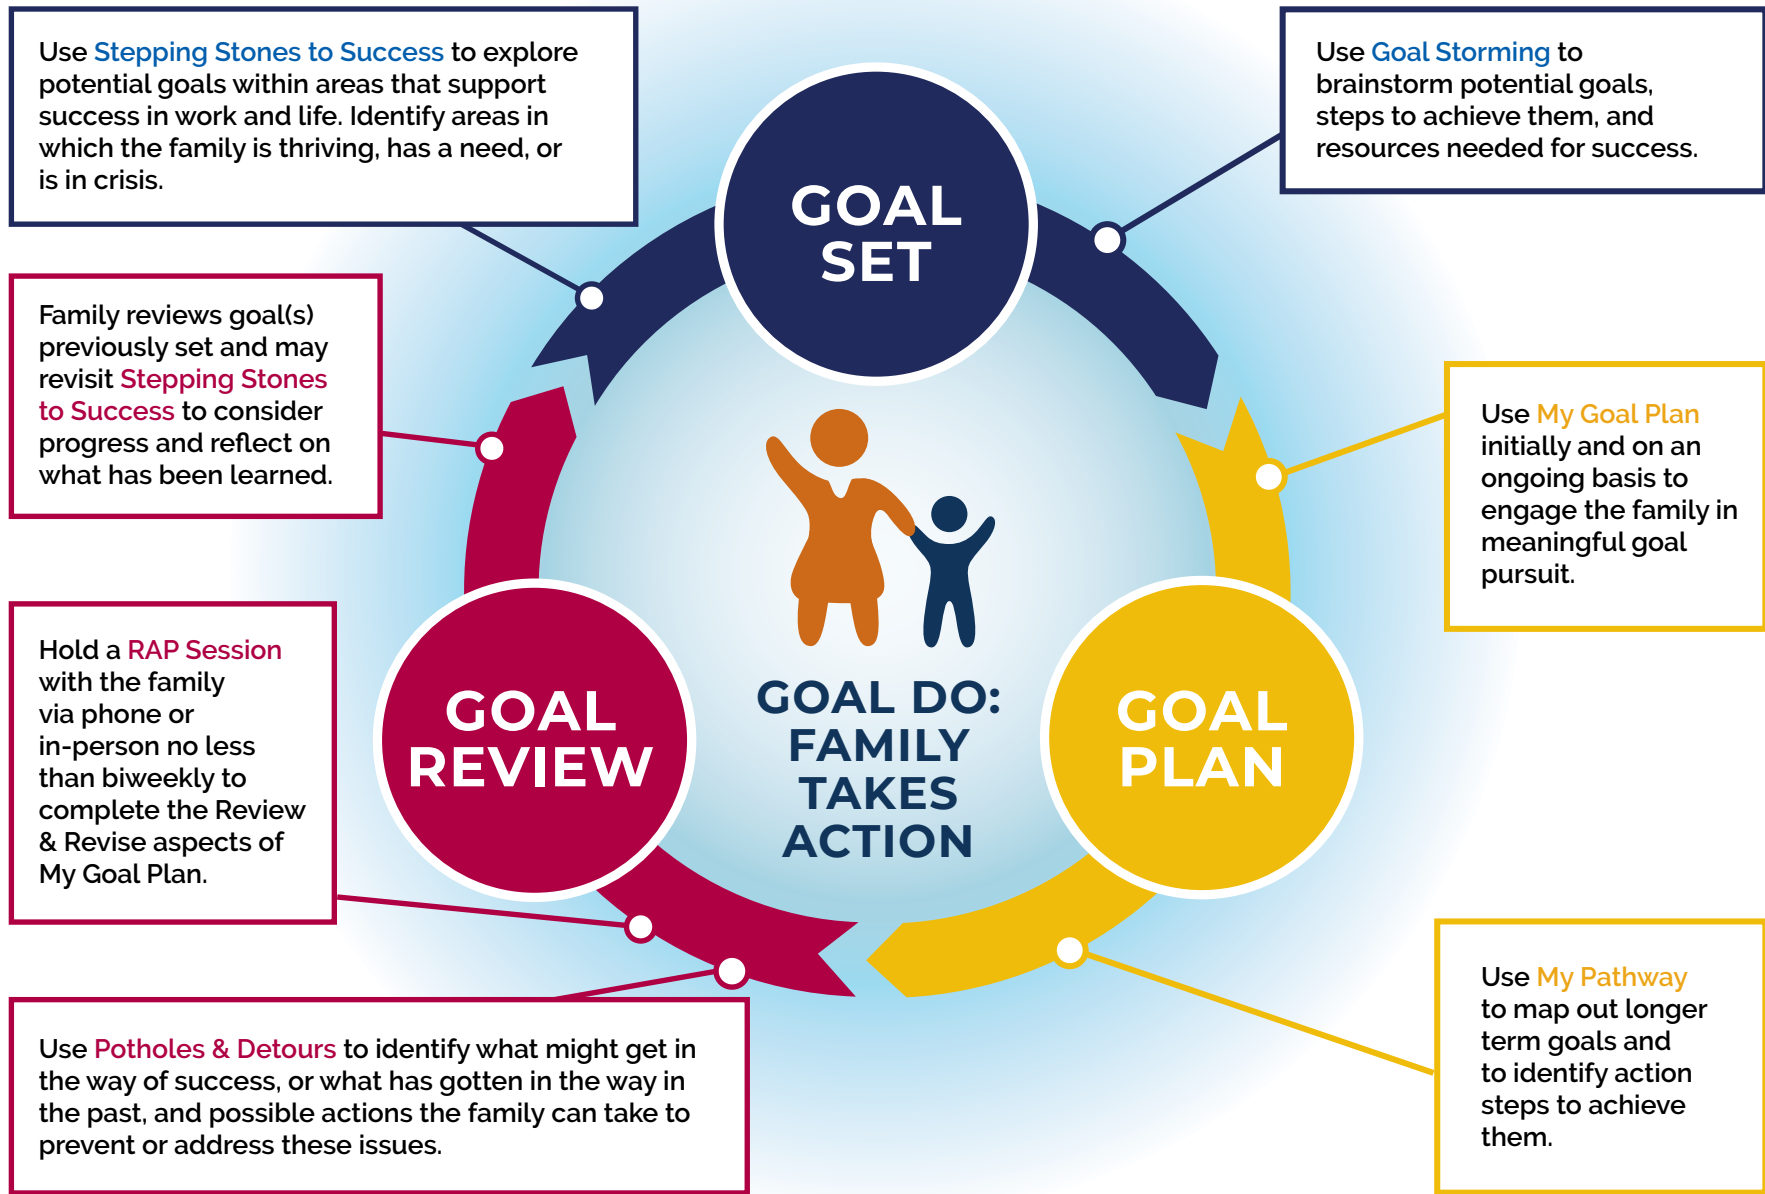 Use Stepping Stones to Success to explore
potential goals within areas that support
success in work and life. Identify areas in
which the family is thriving, has a need, or
is in crisis.
GOAL
SET
Use Goal Storming to
brainstorm potential goals,
steps to achieve them, and
resources needed for success.
Family reviews goal(s)
previously set and may
revisit Stepping Stones
to Success to consider
progress and reflect on
what has been learned.
Use My Goal Plan
initially and on an
ongoing basis to
engage the family in
meaningful goal
pursuit.
Hold a RAP Session
with the family
via phone or
in-person no less
than biweekly to
complete the Review
& Revise aspects of
My Goal Plan.
GOAL
REVIEW
GOAL DO:
FAMILY
TAKES
ACTION
GOAL
PLAN
Use Potholes & Detours to identify what might get in
the way of success, or what has gotten in the way in
the past, and possible actions the family can take to
prevent or address these issues.
Use My Pathway
to map out longer
term goals and
to identify action
steps to achieve
them.